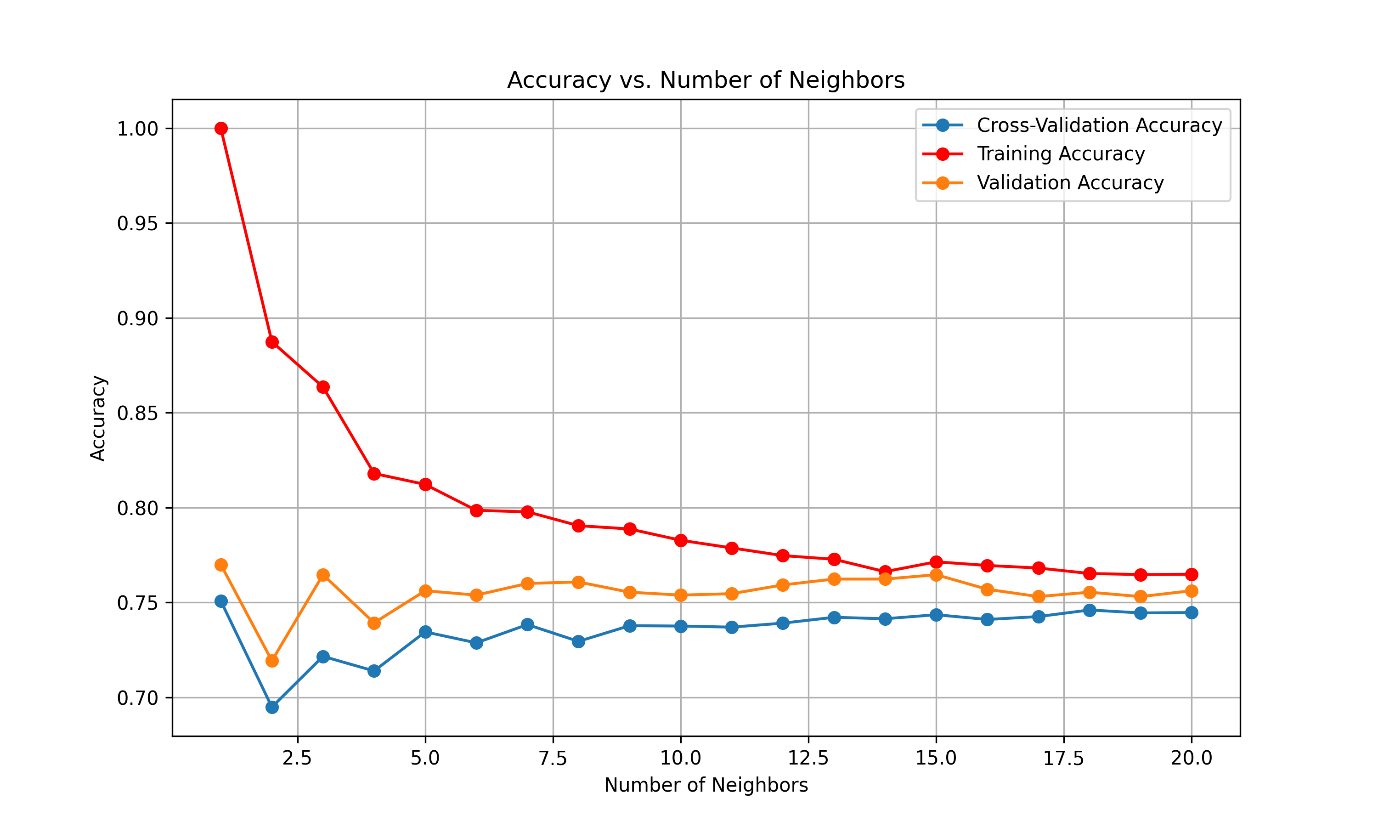 Accuracy vs. Number of Neighbors
Cross-Validation Accuracy
Training Accuracy
Validation Accuracy
Accuracy
1.00
0.95
0.90
0.85
0.80
0.75
0.70
2.5 5.0 7.5 10.0 12.5 15.0 17.5 20.0
Number of Neighbors